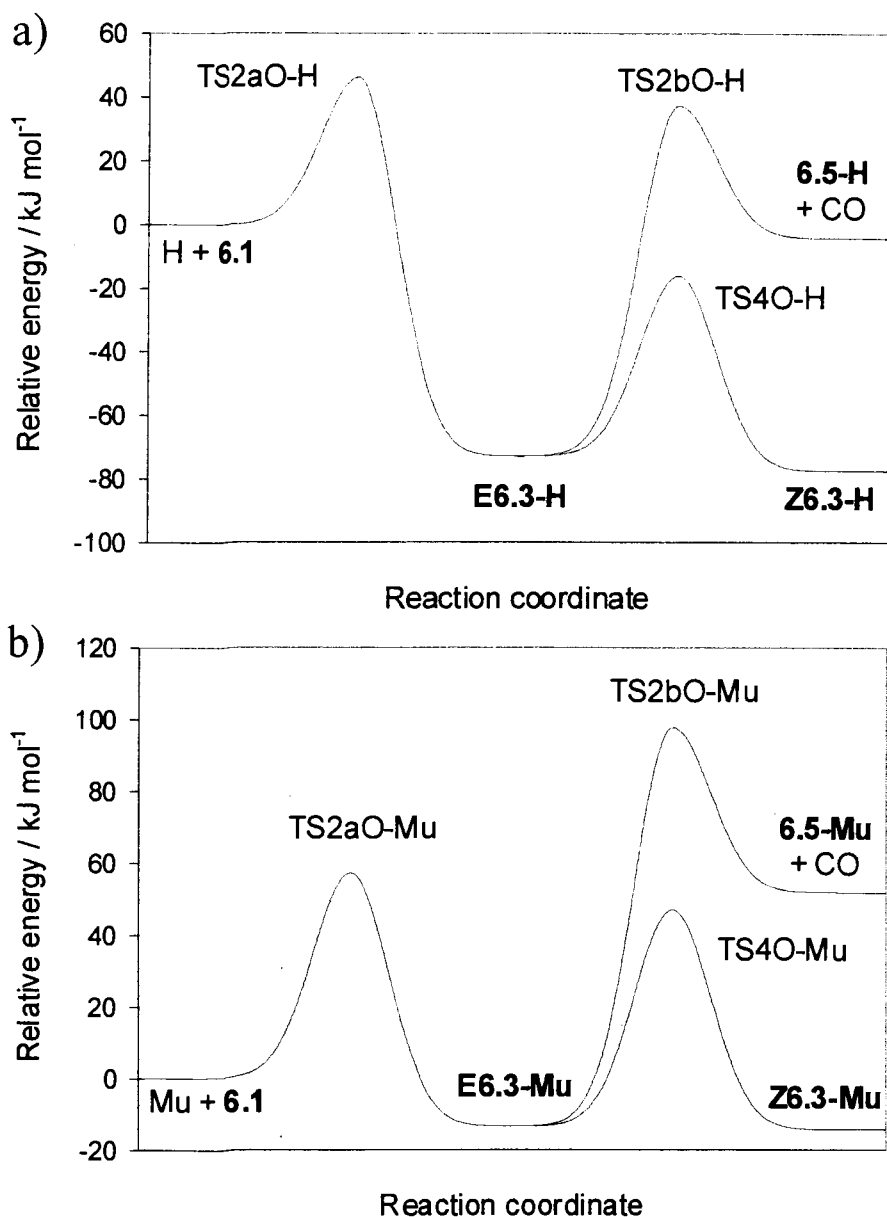 a)
60
40
20
0
-20
-40
-60
-80
-100
Relative energy / kJ mol⁻¹
TS2aO-H
TS2bO-H
6.5-H
+ CO
H + 6.1
TS4O-H
E6.3-H
Z6.3-H
Reaction coordinate
b)
120
100
80
60
40
20
0
-20
Relative energy / kJ mol⁻¹
TS2bO-Mu
TS2aO-Mu
6.5-Mu
+ CO
TS4O-Mu
Mu + 6.1
E6.3-Mu
Z6.3-Mu
Reaction coordinate